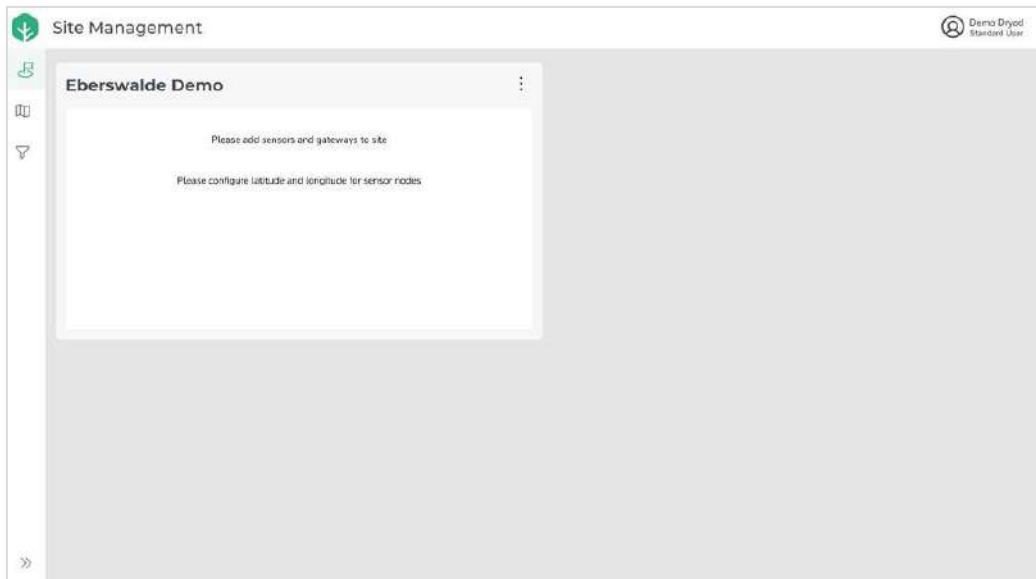 Site Management
Demo Dryad
Standard User
Eberswalde Demo
Please add sensors and gateways to site
Please configure latitude and longitude for sensor nodes